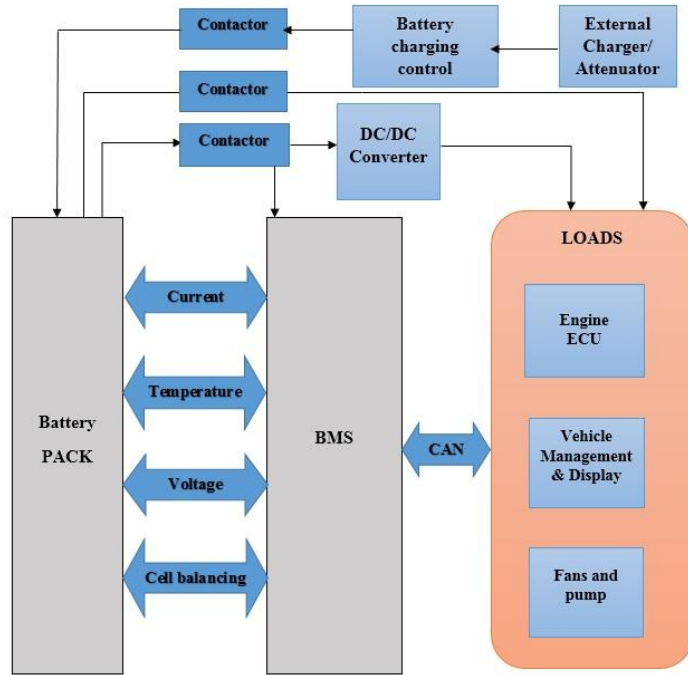 Contactor
Battery
charging
control
External
Charger/
Attenuator
Contactor
Contactor
DC/DC
Converter
LOADS
Current
Engine
ECU
Temperature
Battery
PACK
BMS
CAN
Vehicle
Management
& Display
Voltage
Cell balancing
Fans and
pump